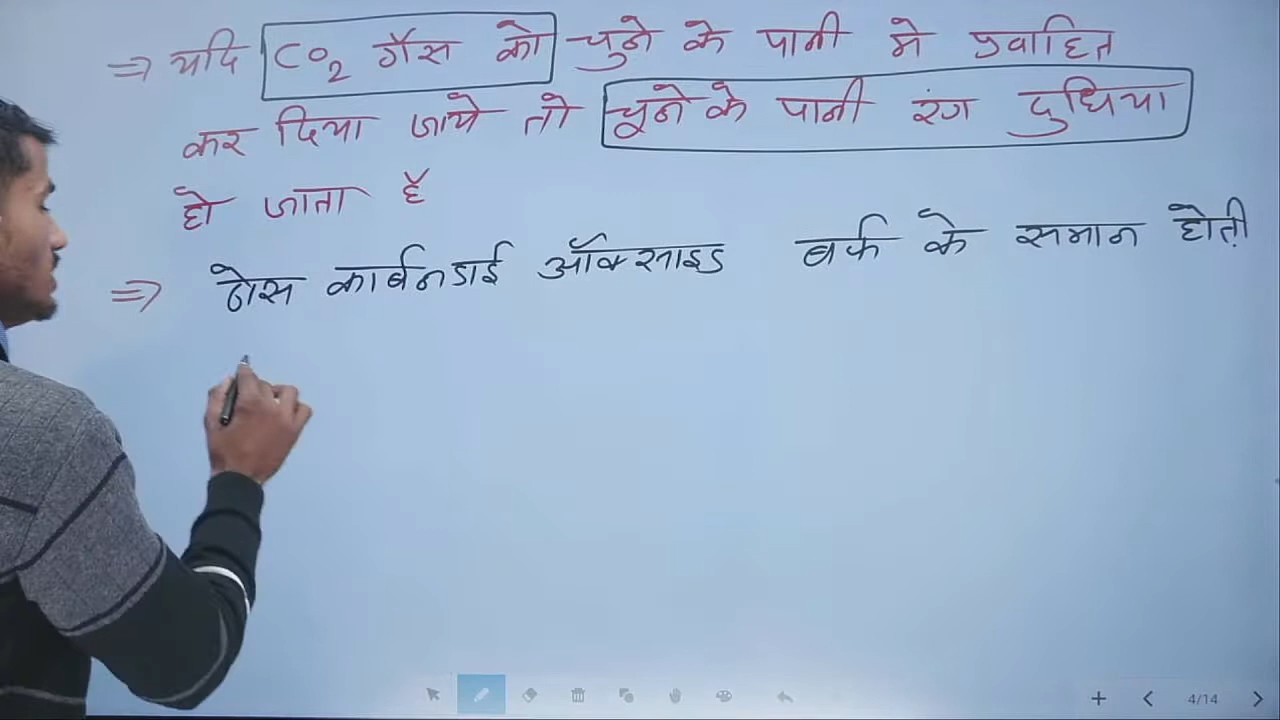 ⇒ यदि CO₂ गैस को चुने के पानी मे प्रवाहित
कर दिया जाये तो चूने के पानी रंग दुधिया
हो जाता है
⇒ ठोस कार्बनडाई ऑक्साइड बर्फ के समान होती
4/14